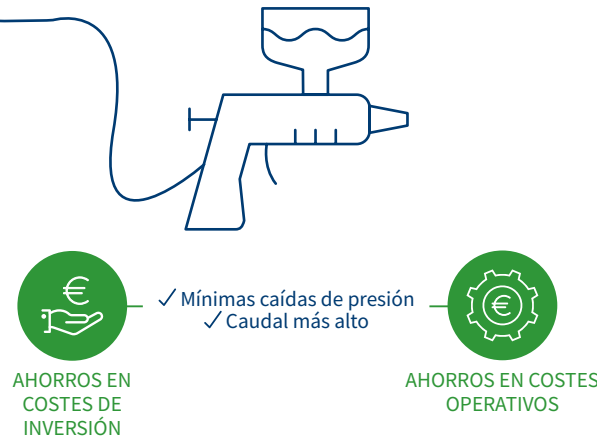 ✓ Mínimas caídas de presión
✓ Caudal más alto
AHORROS EN
COSTES DE
INVERSIÓN
AHORROS EN COSTES
OPERATIVOS